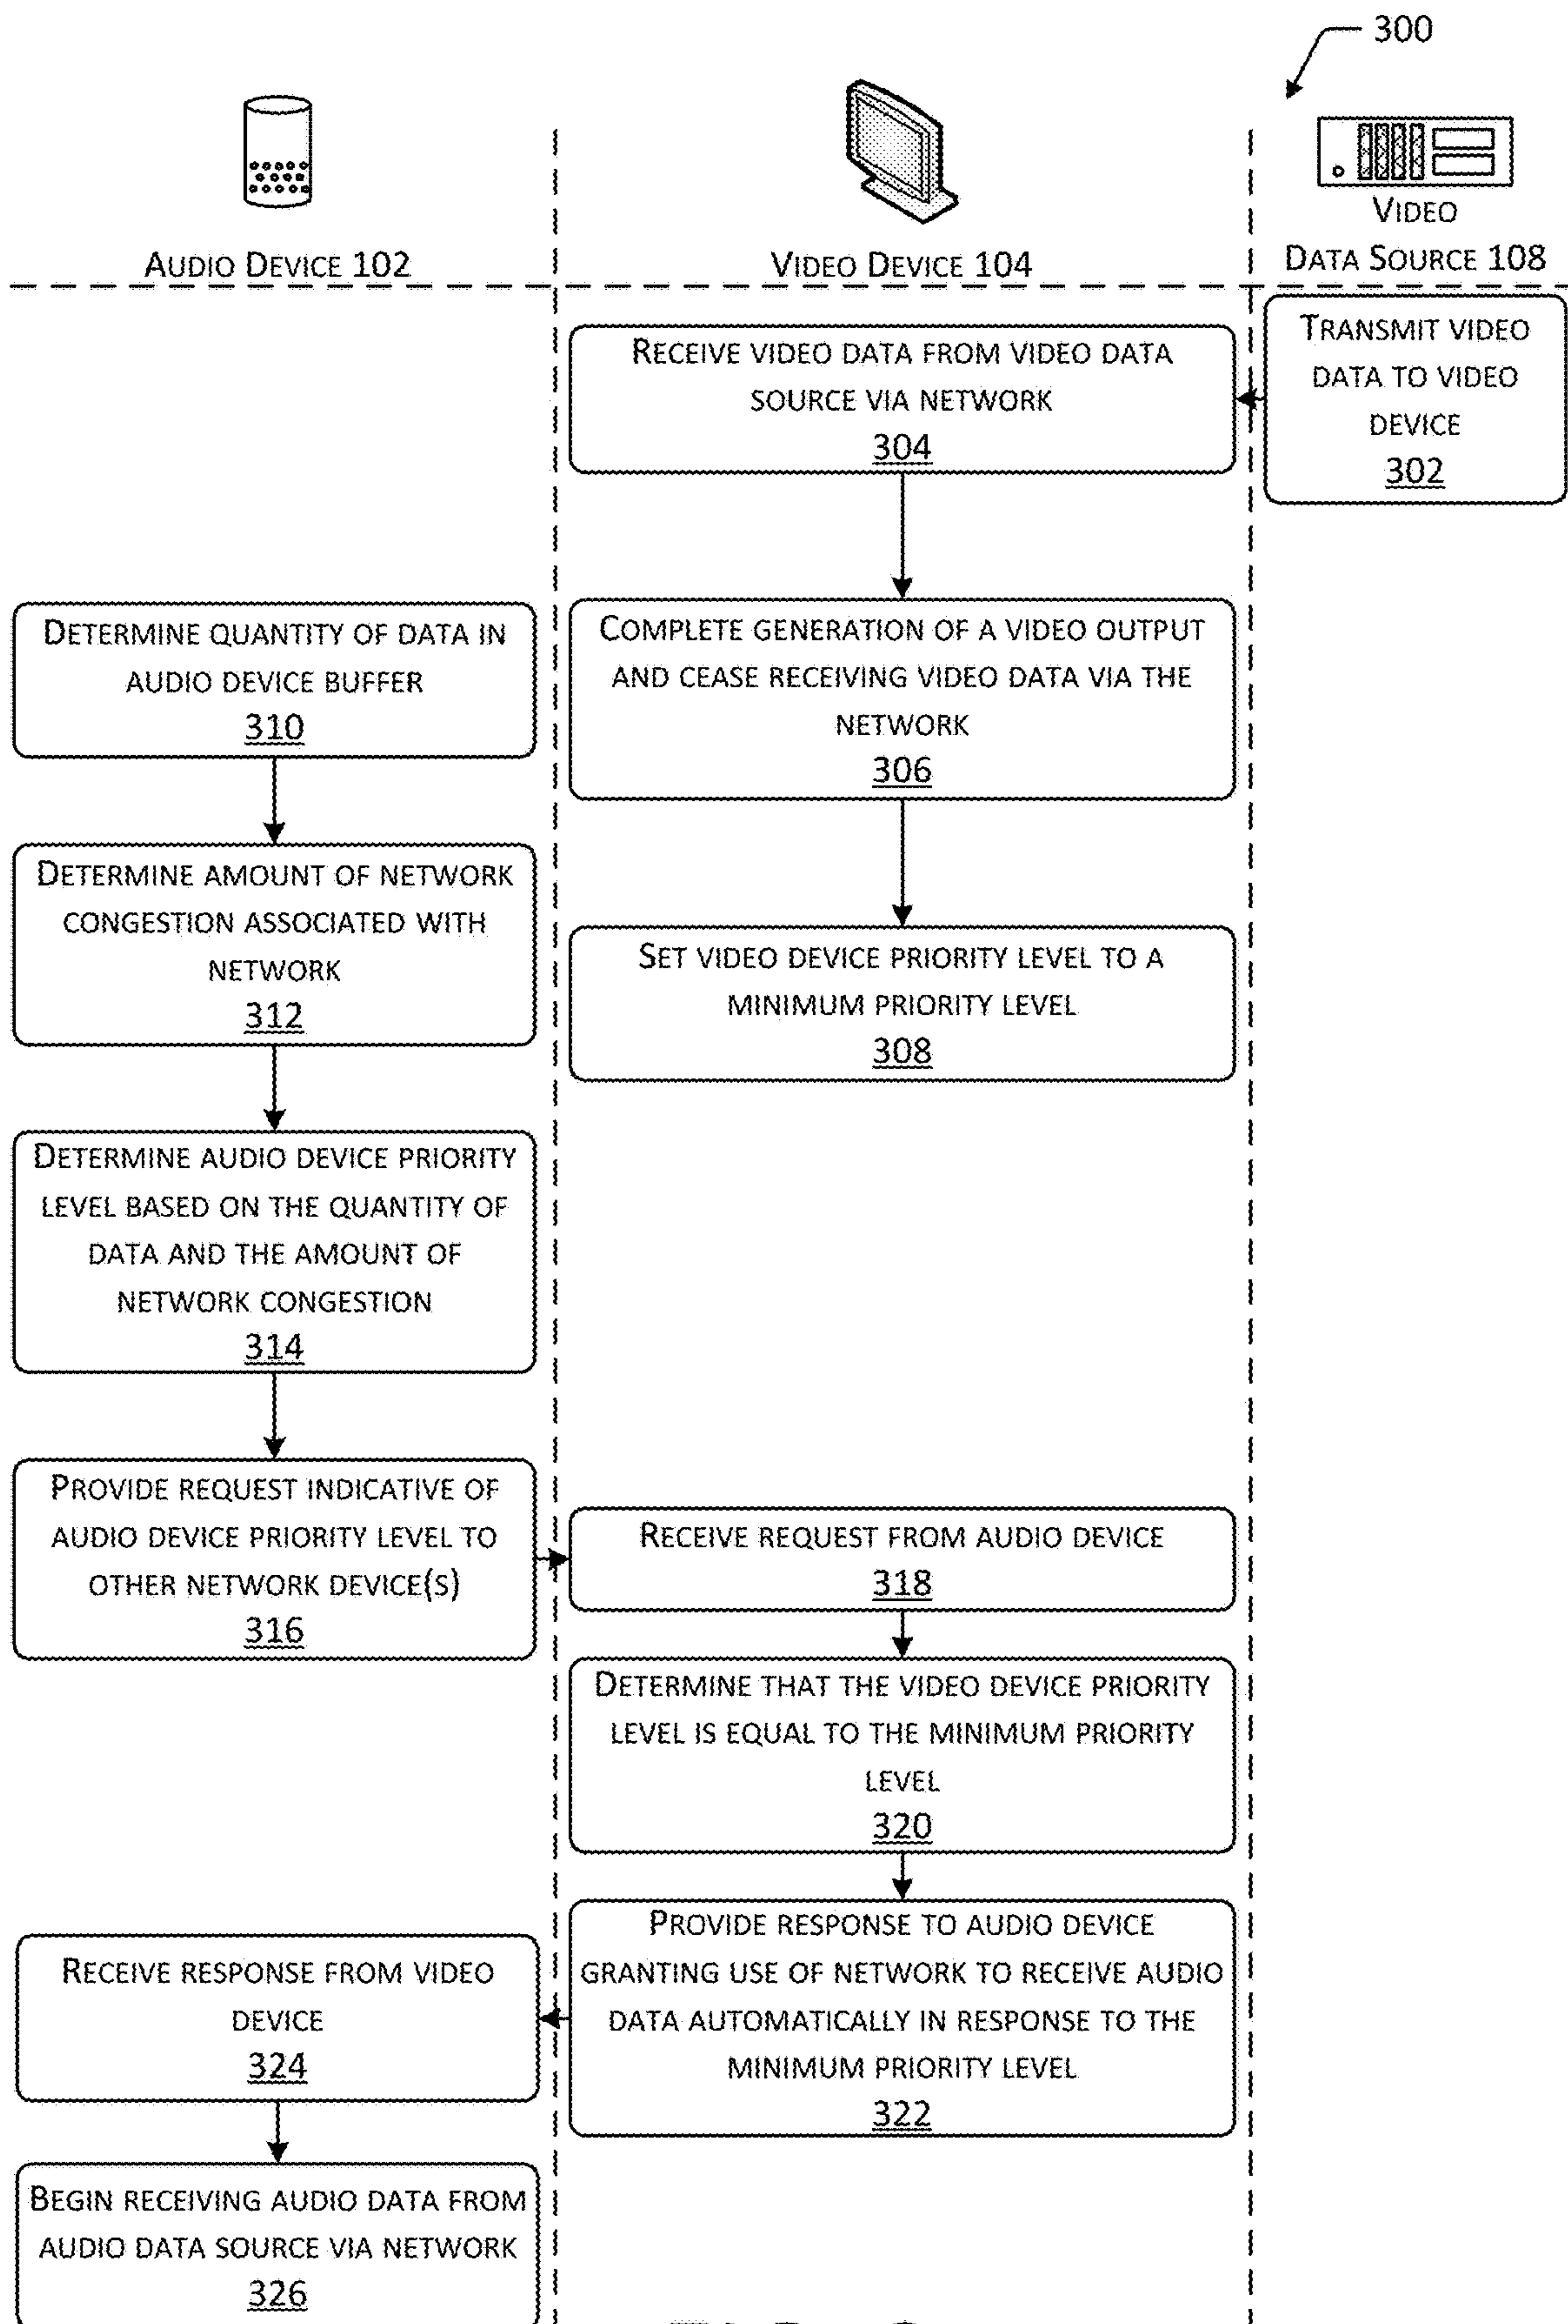 300
AUDIO DEVICE 102
VIDEO DEVICE 104
VIDEO
DATA SOURCE 108
TRANSMIT VIDEO
DATA TO VIDEO
DEVICE
302
RECEIVE VIDEO DATA FROM VIDEO DATA
SOURCE VIA NETWORK
304
COMPLETE GENERATION OF A VIDEO OUTPUT
AND CEASE RECEIVING VIDEO DATA VIA THE
NETWORK
306
SET VIDEO DEVICE PRIORITY LEVEL TO A
MINIMUM PRIORITY LEVEL
308
DETERMINE QUANTITY OF DATA IN
AUDIO DEVICE BUFFER
310
DETERMINE AMOUNT OF NETWORK
CONGESTION ASSOCIATED WITH
NETWORK
312
DETERMINE AUDIO DEVICE PRIORITY
LEVEL BASED ON THE QUANTITY OF
DATA AND THE AMOUNT OF
NETWORK CONGESTION
314
PROVIDE REQUEST INDICATIVE OF
AUDIO DEVICE PRIORITY LEVEL TO
OTHER NETWORK DEVICE(S)
316
RECEIVE REQUEST FROM AUDIO DEVICE
318
DETERMINE THAT THE VIDEO DEVICE PRIORITY
LEVEL IS EQUAL TO THE MINIMUM PRIORITY
LEVEL
320
PROVIDE RESPONSE TO AUDIO DEVICE
GRANTING USE OF NETWORK TO RECEIVE AUDIO
DATA AUTOMATICALLY IN RESPONSE TO THE
MINIMUM PRIORITY LEVEL
322
RECEIVE RESPONSE FROM VIDEO
DEVICE
324
BEGIN RECEIVING AUDIO DATA FROM
AUDIO DATA SOURCE VIA NETWORK
326